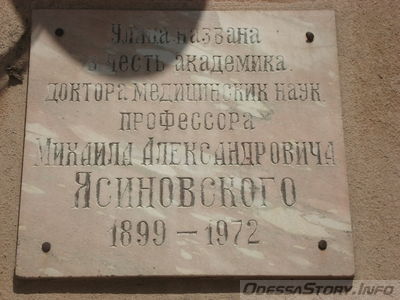 Улица названа
в честь академика
доктора медицинских наук
профессора
Михаила Александровича
Ясиновского
1899 – 1972
OdessaStory.Info